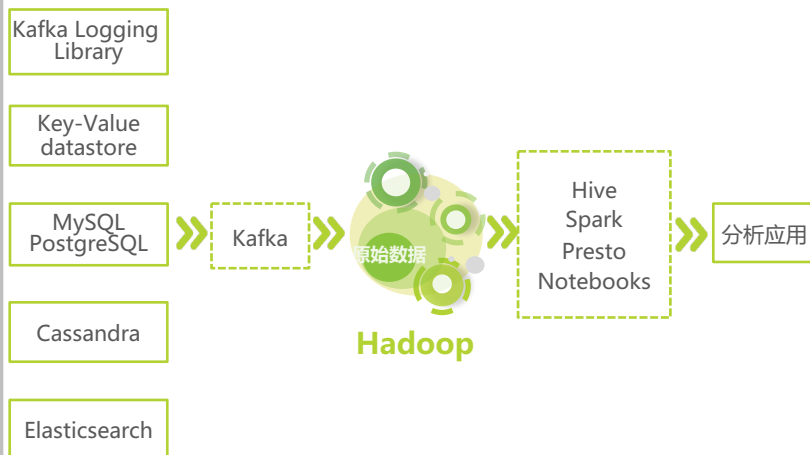 Kafka Logging
Library
Key-Value
datastore
MySQL
PostgreSQL
Cassandra
Elasticsearch
Kafka
原始数据
Hadoop
Hive
Spark
Presto
Notebooks
分析应用